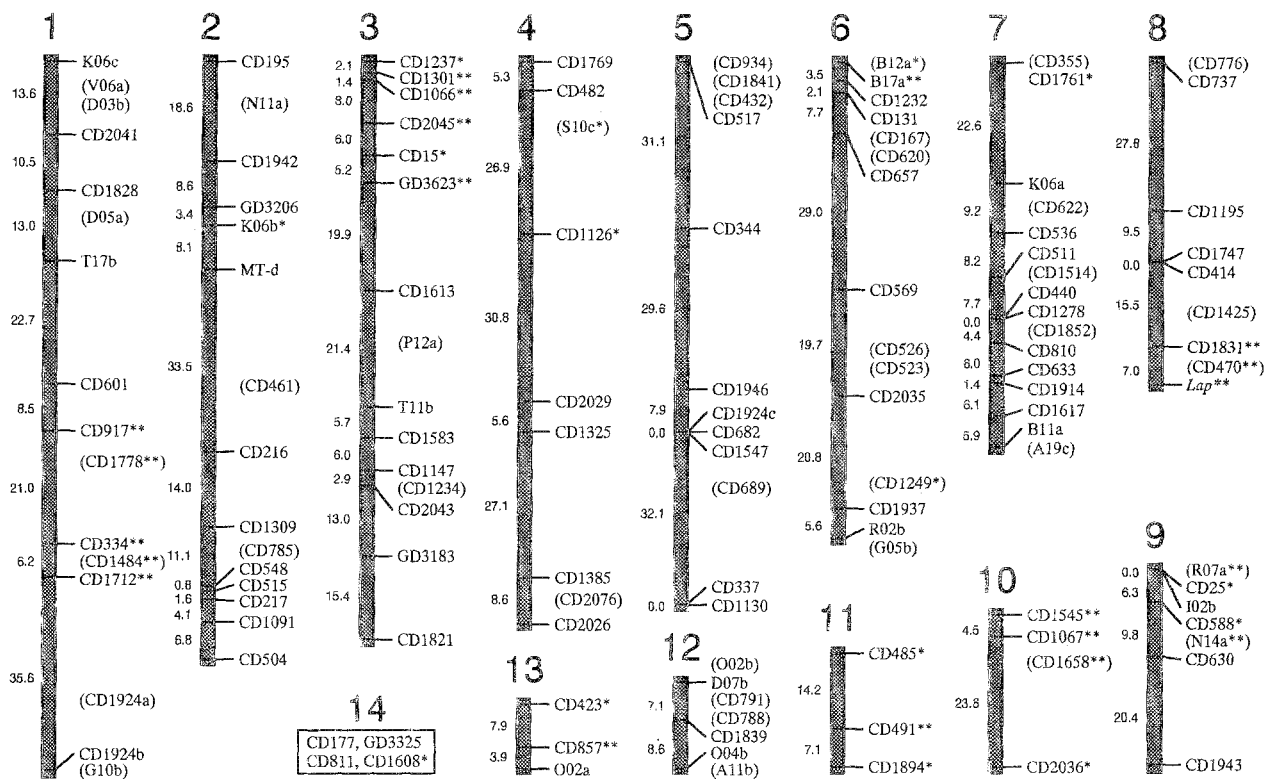 1
K06c
(V06a)
13.6
(D03b)
CD2041
10.5
CD1828
(D05a)
13.0
T17b
22.7
CD601
8.5
CD917**
(CD1778**)
21.0
CD334**
(CD1484**)
6.2
CD1712**
35.6
(CD1924a)
CD1924b
(G10b)
2
CD195
18.6
(N11a)
CD1942
8.6
GD3206
3.4
K06b*
8.1
MT-d
33.5
(CD461)
CD216
14.0
CD1309
(CD785)
11.1
CD548
0.8
CD515
1.6
CD217
4.1
CD1091
6.8
CD504
3
2.1
CD1237*
CD1301**
1.4
CD1066**
8.0
CD2045**
6.0
CD15*
5.2
GD3623**
19.9
CD1613
21.4
(P12a)
T11b
5.7
CD1583
6.0
CD1147
2.9
(CD1234)
CD2043
13.0
GD3183
15.4
CD1821
4
CD1769
5.3
CD482
(S10c*)
26.9
CD1126*
30.8
CD2029
5.6
CD1325
27.1
CD1385
8.6
(CD2076)
CD2026
5
(CD934)
(CD1841)
(CD432)
CD517
31.1
CD344
29.6
CD1946
7.9
CD1924c
0.0
CD682
CD1547
(CD689)
32.1
CD337
0.0
CD1130
6
(B12a*)
3.5
B17a**
2.1
CD1232
7.7
CD131
(CD167)
(CD620)
CD657
29.0
CD569
19.7
(CD526)
(CD523)
CD2035
20.8
(CD1249*)
CD1937
5.6
R02b
(G05b)
7
(CD355)
CD1761*
22.6
K06a
9.2
(CD622)
CD536
8.2
CD511
(CD1514)
7.7
CD440
0.0
CD1278
4.4
(CD1852)
CD810
6.0
CD633
1.4
CD1914
6.1
CD1617
5.9
B11a
(A19c)
8
(CD776)
CD737
27.8
CD1195
9.5
CD1747
0.0
CD414
15.5
(CD1425)
CD1831**
7.0
(CD470**)
Lap**
9
0.0
(R07a**)
6.3
CD25*
I02b
CD588*
9.8
(N14a**)
CD630
20.4
CD1943
10
CD1545**
4.5
CD1067**
(CD1658**)
23.8
CD2036*
11
CD485*
14.2
CD491**
7.1
CD1894*
12
(O02b)
D07b
7.1
(CD791)
(CD788)
CD1839
8.6
O04b
(A11b)
13
CD423*
7.9
CD857**
3.9
O02a
14
CD177, GD3325
CD811, CD1608*